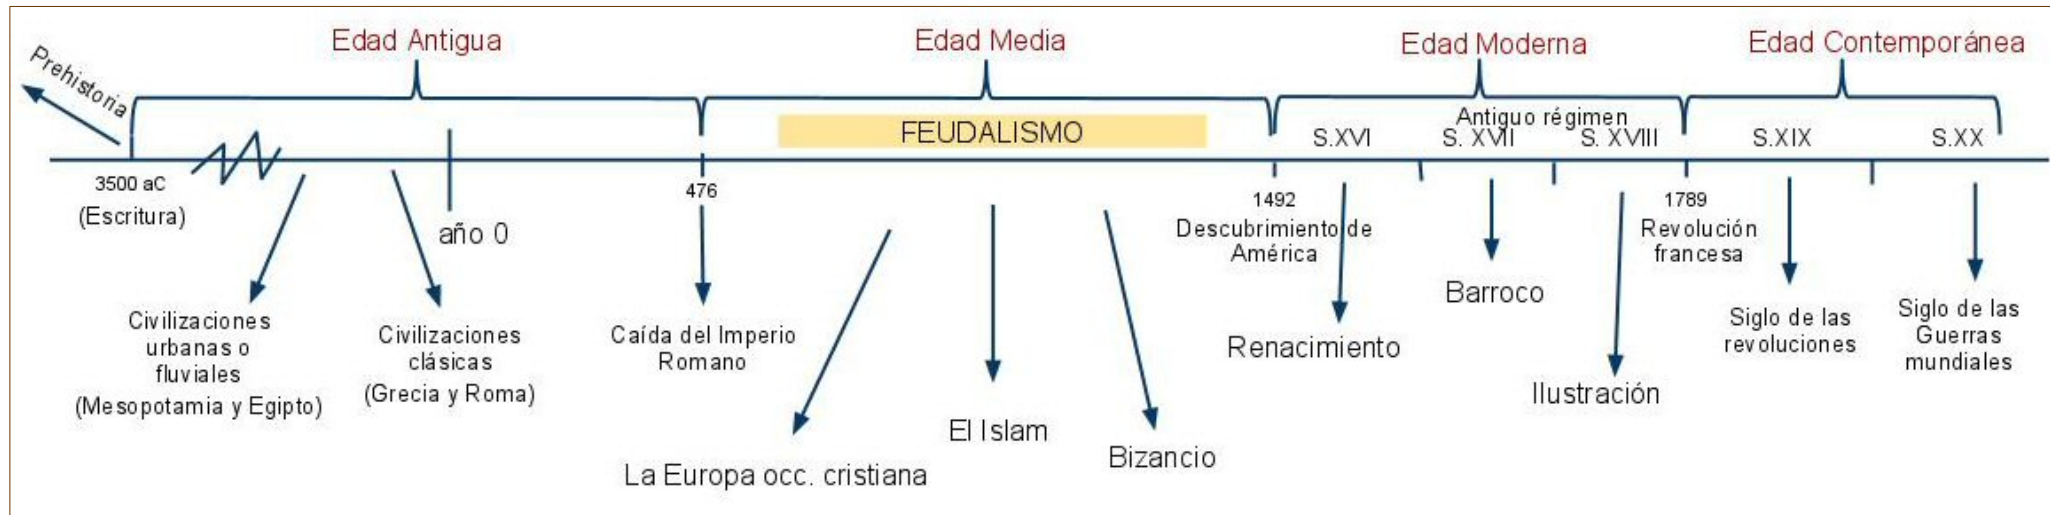 Edad Antigua
Edad Media
Edad Moderna
Edad Contemporánea
Prehistoria
FEUDALISMO
Antiguo régimen
S.XVI
S. XVII
S. XVIII
S.XIX
S.XX
3500 aC
(Escritura)
año 0
476
1492
Descubrimiento de
América
1789
Revolución
francesa
Civilizaciones
urbanas o
fluviales
(Mesopotamia y Egipto)
Civilizaciones
clásicas
(Grecia y Roma)
Caída del Imperio
Romano
La Europa occ. cristiana
El Islam
Bizancio
Renacimiento
Barroco
Ilustración
Siglo de las
revoluciones
Siglo de las
Guerras
mundiales